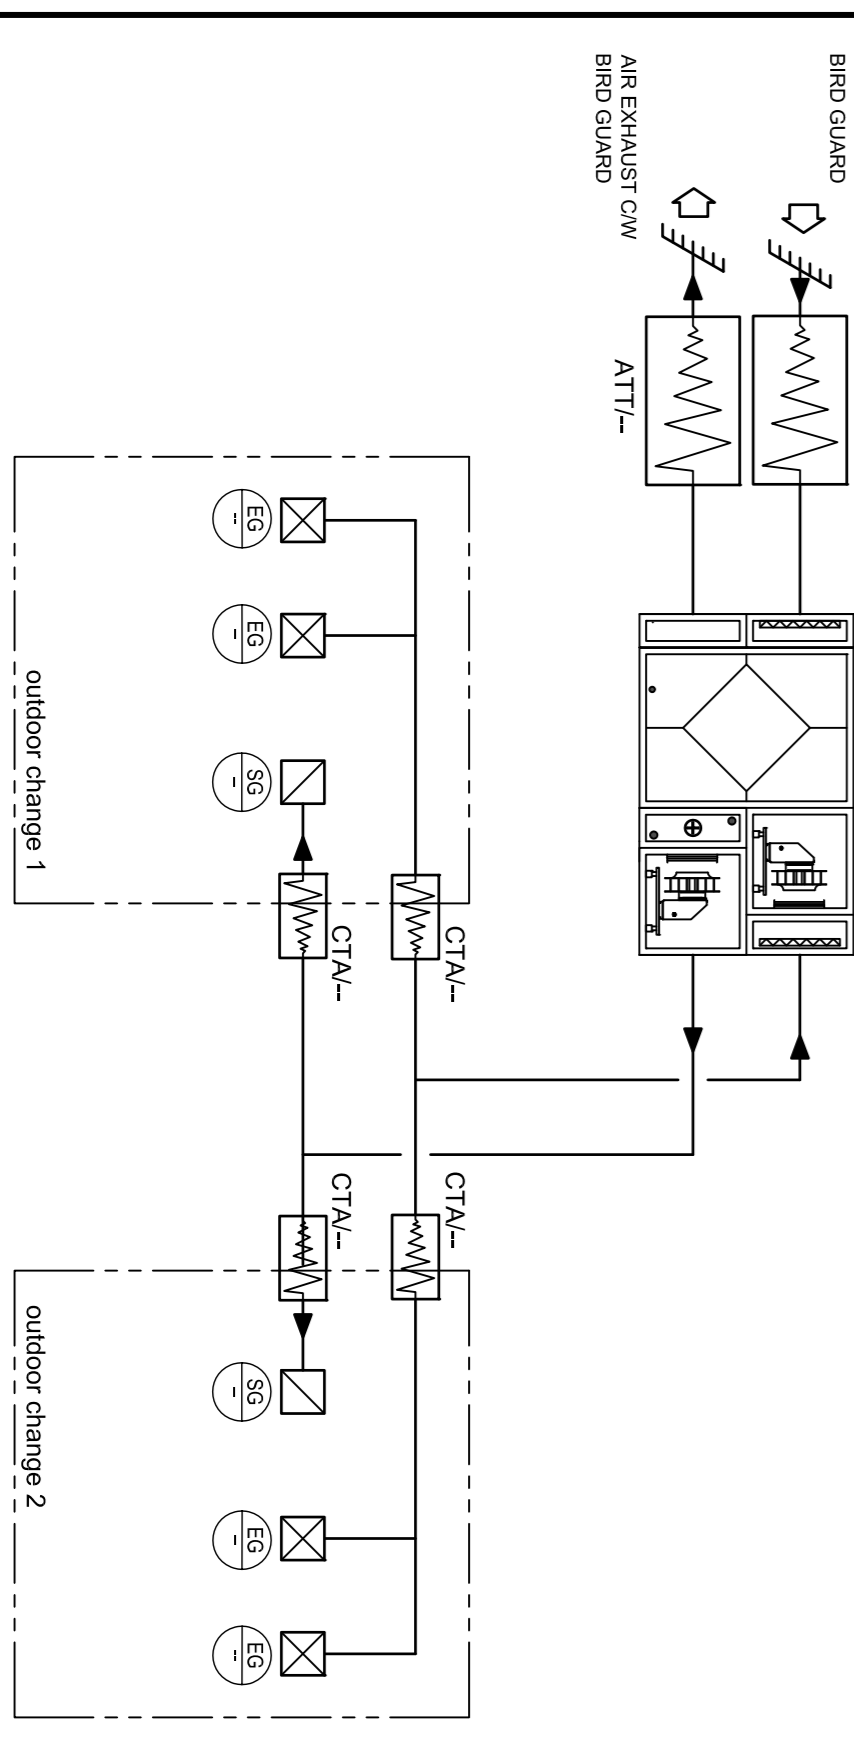 BIRD GUARD
AIR EXHAUST C/W
BIRD GUARD
ATT/--
CTA/--
CTA/--
CTA/--
CTA/--
EG
--
EG
-
SG
-
outdoor change 1
SG
-
EG
-
EG
--
outdoor change 2